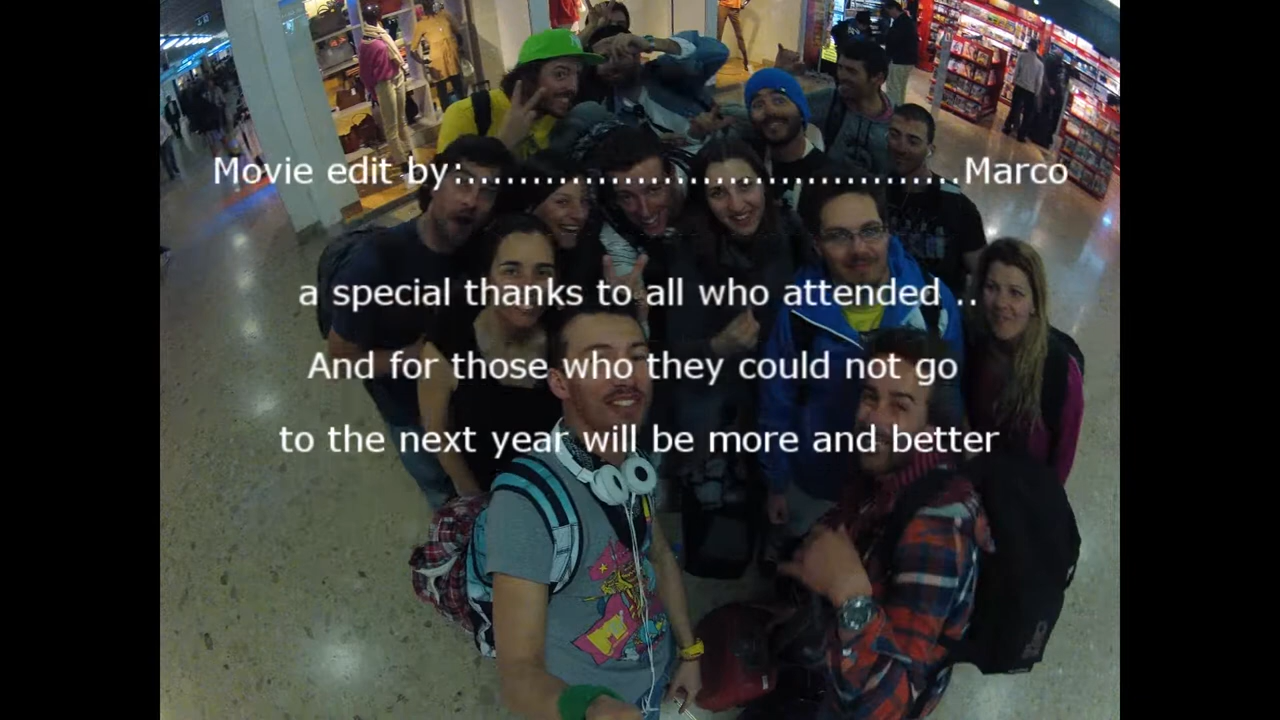 Movie edit by:.......................................Marco
a special thanks to all who attended ..
And for those who they could not go
to the next year will be more and better